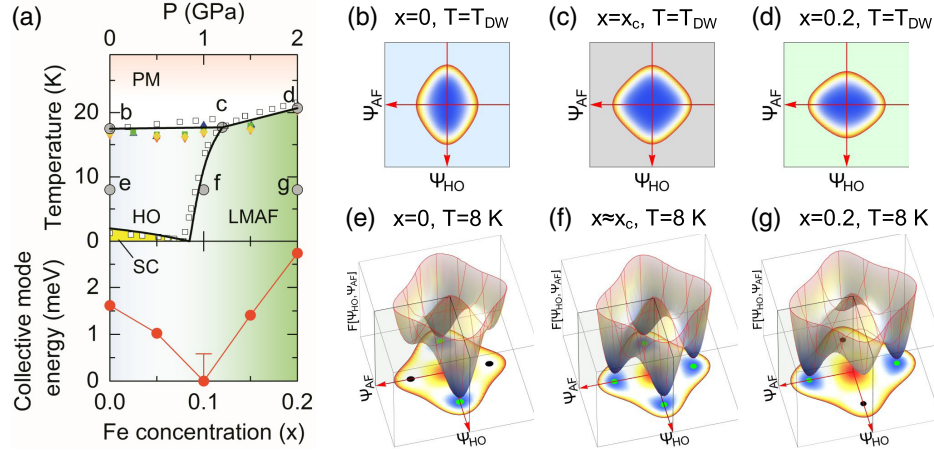 (a)
P (GPa)
0 1 2
PM
Temperature (K)
20
10
0
b
c
d
e
f
g
HO
LMAF
SC
Collective mode
energy (meV)
2
1
0
0.0 0.1 0.2
Fe concentration (x)
(b) x=0, T=T_DW
Ψ_AF
Ψ_HO
(c) x=x_c, T=T_DW
Ψ_AF
Ψ_HO
(d) x=0.2, T=T_DW
Ψ_AF
Ψ_HO
(e) x=0, T=8 K
F[Ψ_HO, Ψ_AF]
Ψ_AF
Ψ_HO
(f) x≈x_c, T=8 K
F[Ψ_HO, Ψ_AF]
Ψ_AF
Ψ_HO
(g) x=0.2, T=8 K
F[Ψ_HO, Ψ_AF]
Ψ_AF
Ψ_HO